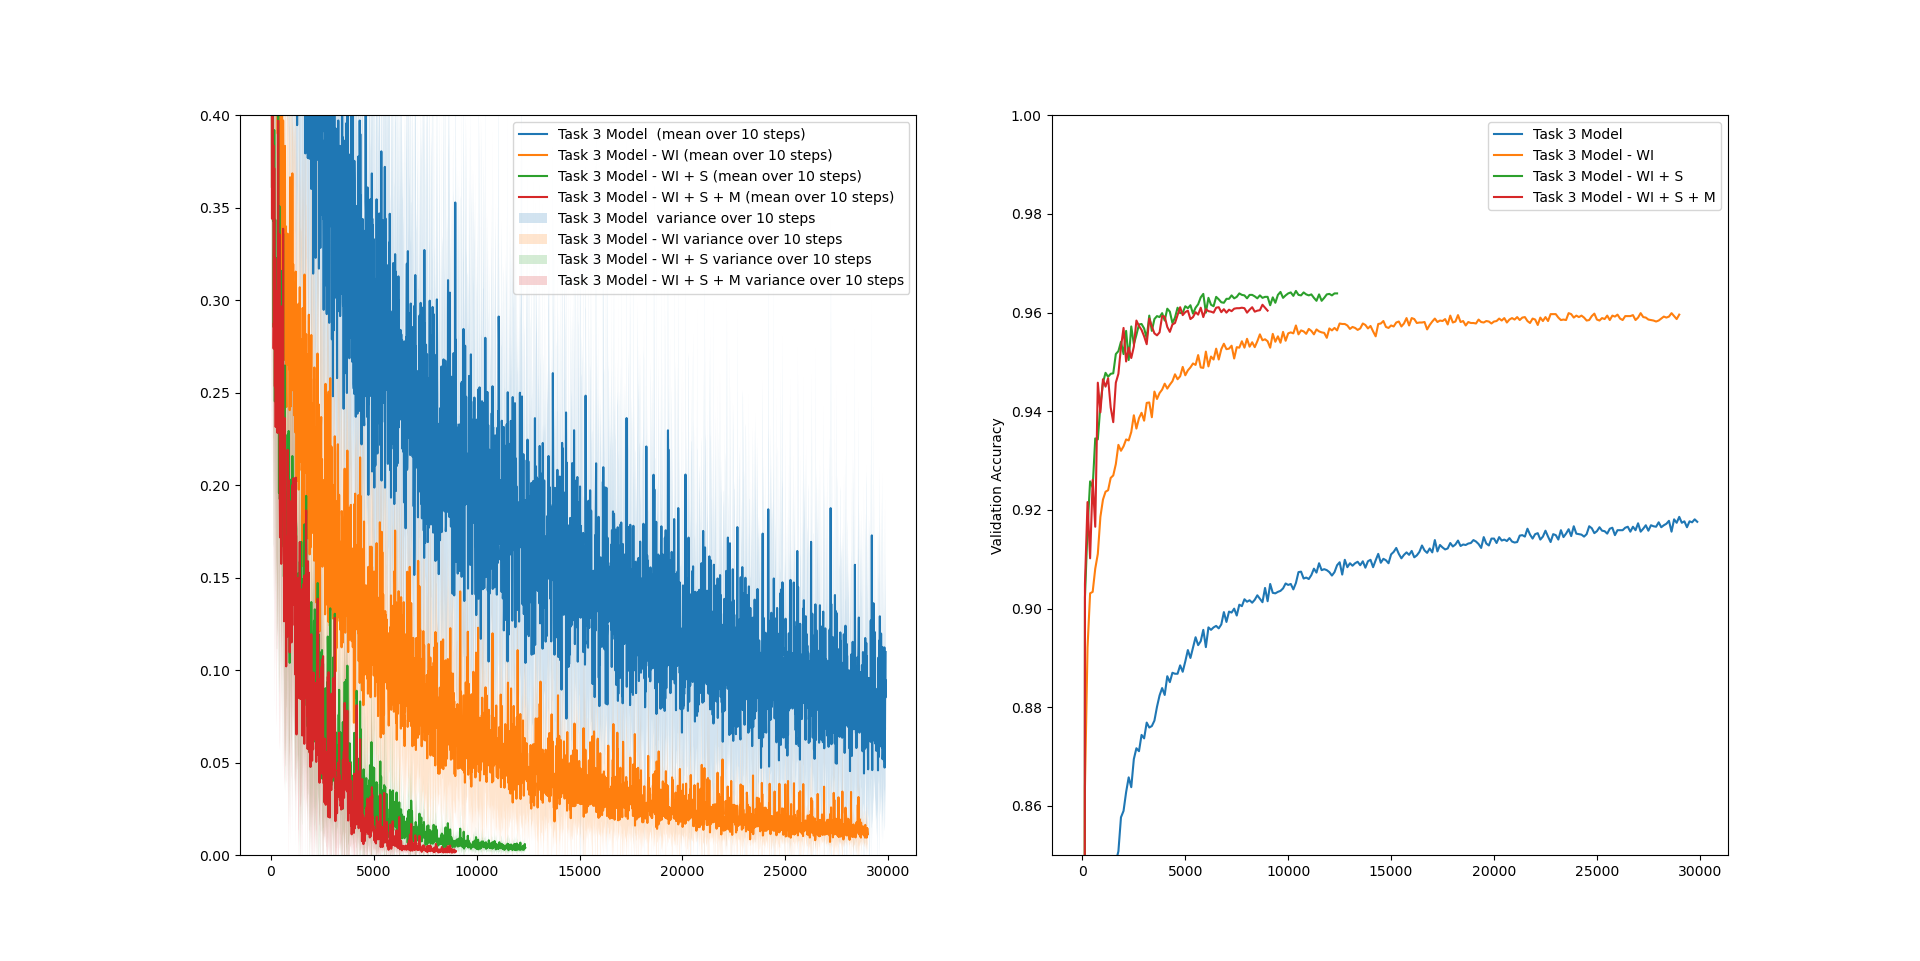 0.40
0.35
0.30
0.25
0.20
0.15
0.10
0.05
0.00
0
5000
10000
15000
20000
25000
30000
Task 3 Model  (mean over 10 steps)
Task 3 Model - WI (mean over 10 steps)
Task 3 Model - WI + S (mean over 10 steps)
Task 3 Model - WI + S + M (mean over 10 steps)
Task 3 Model  variance over 10 steps
Task 3 Model - WI variance over 10 steps
Task 3 Model - WI + S variance over 10 steps
Task 3 Model - WI + S + M variance over 10 steps
Validation Accuracy
1.00
0.98
0.96
0.94
0.92
0.90
0.88
0.86
0
5000
10000
15000
20000
25000
30000
Task 3 Model
Task 3 Model - WI
Task 3 Model - WI + S
Task 3 Model - WI + S + M